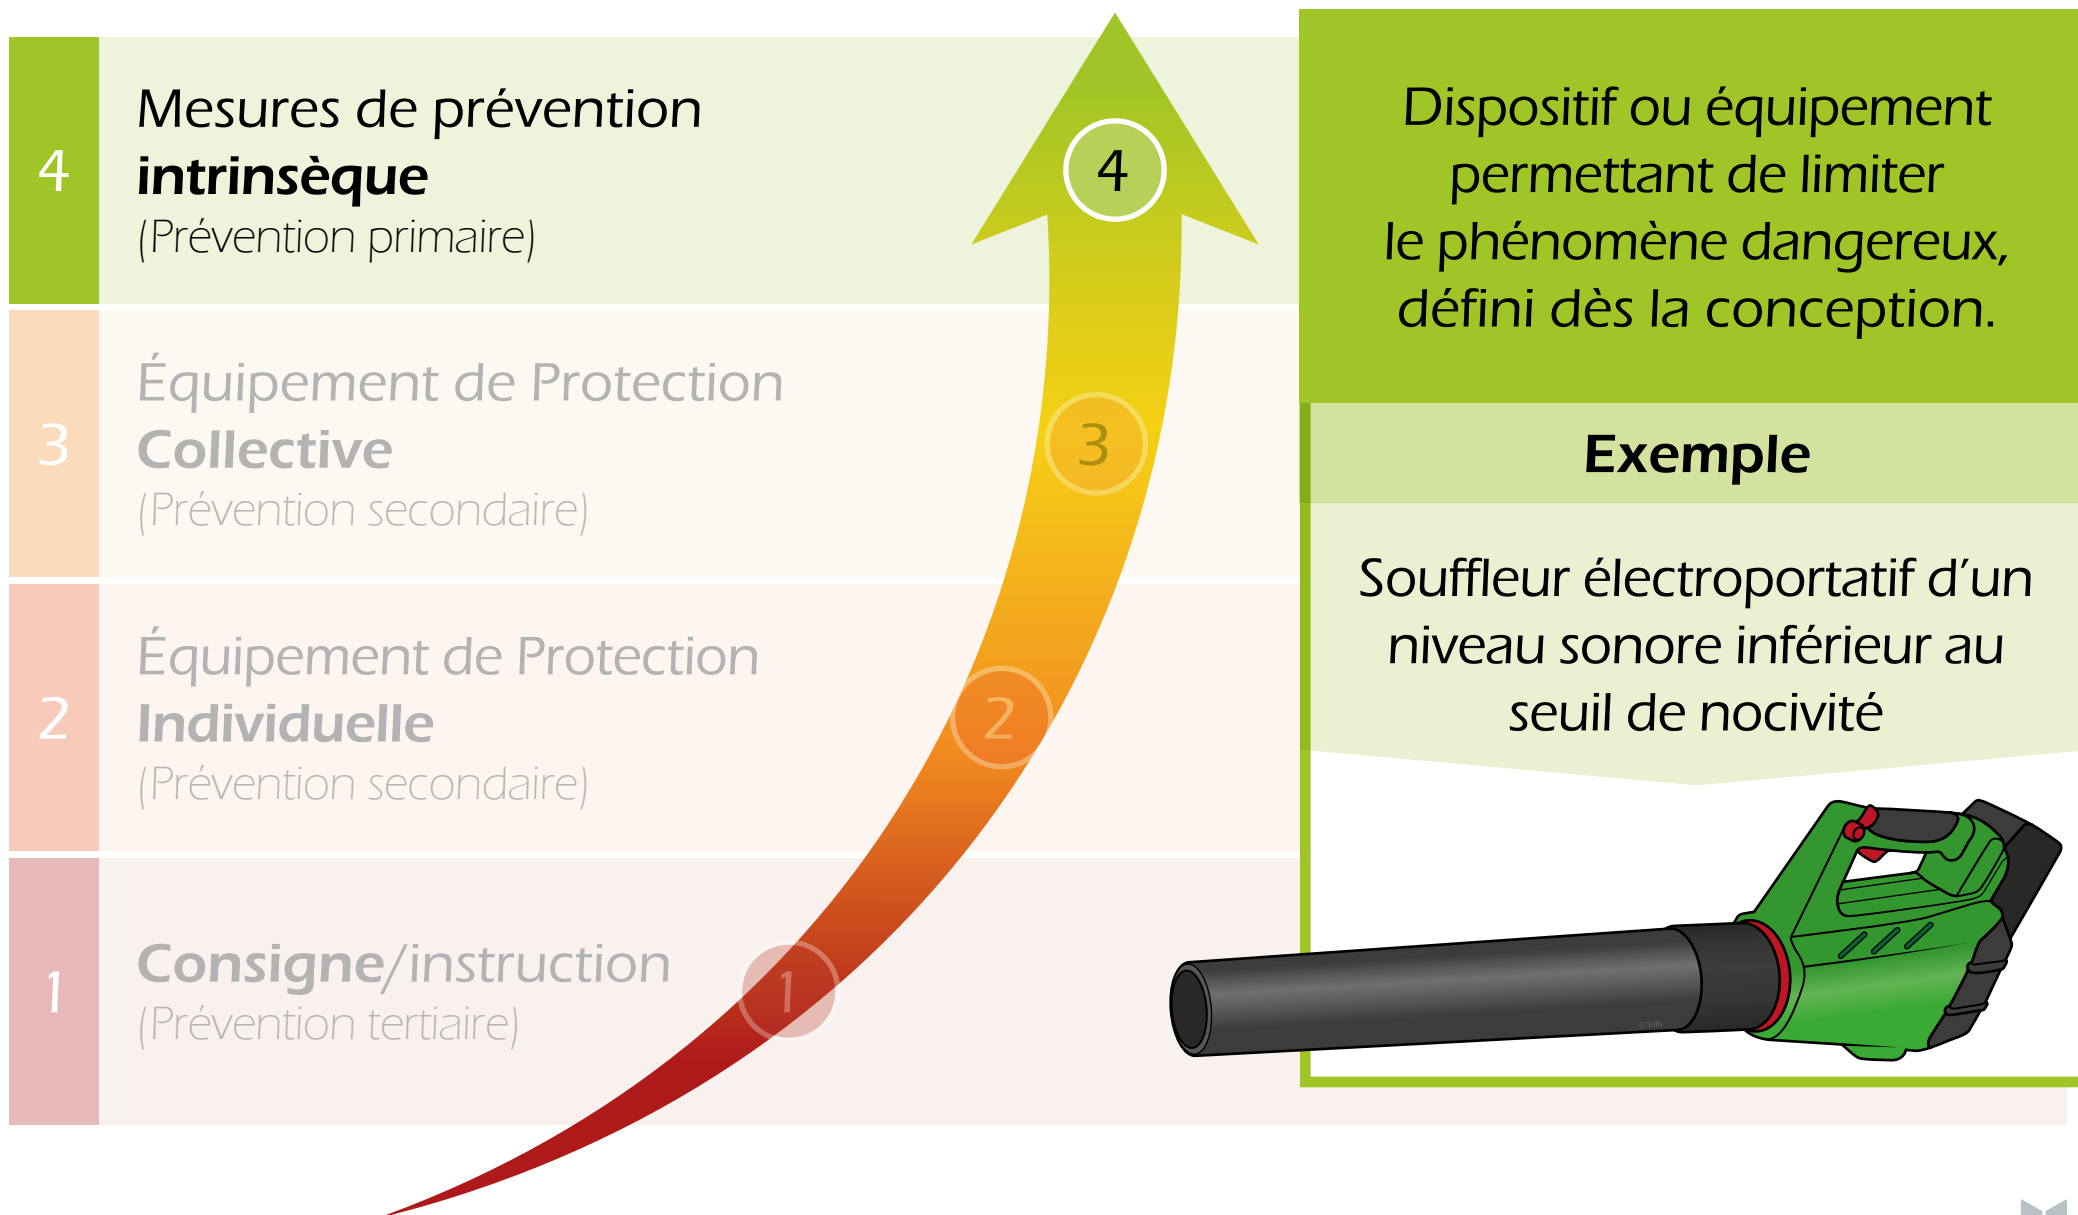 4
Mesures de prévention
intrinsèque
(Prévention primaire)
3
Équipement de Protection
Collective
(Prévention secondaire)
2
Équipement de Protection
Individuelle
(Prévention secondaire)
1
Consigne/instruction
(Prévention tertiaire)
4
3
2
1
Dispositif ou équipement
permettant de limiter
le phénomène dangereux,
défini dès la conception.
Exemple
Souffleur électroportatif d’un
niveau sonore inférieur au
seuil de nocivité
© Sofis